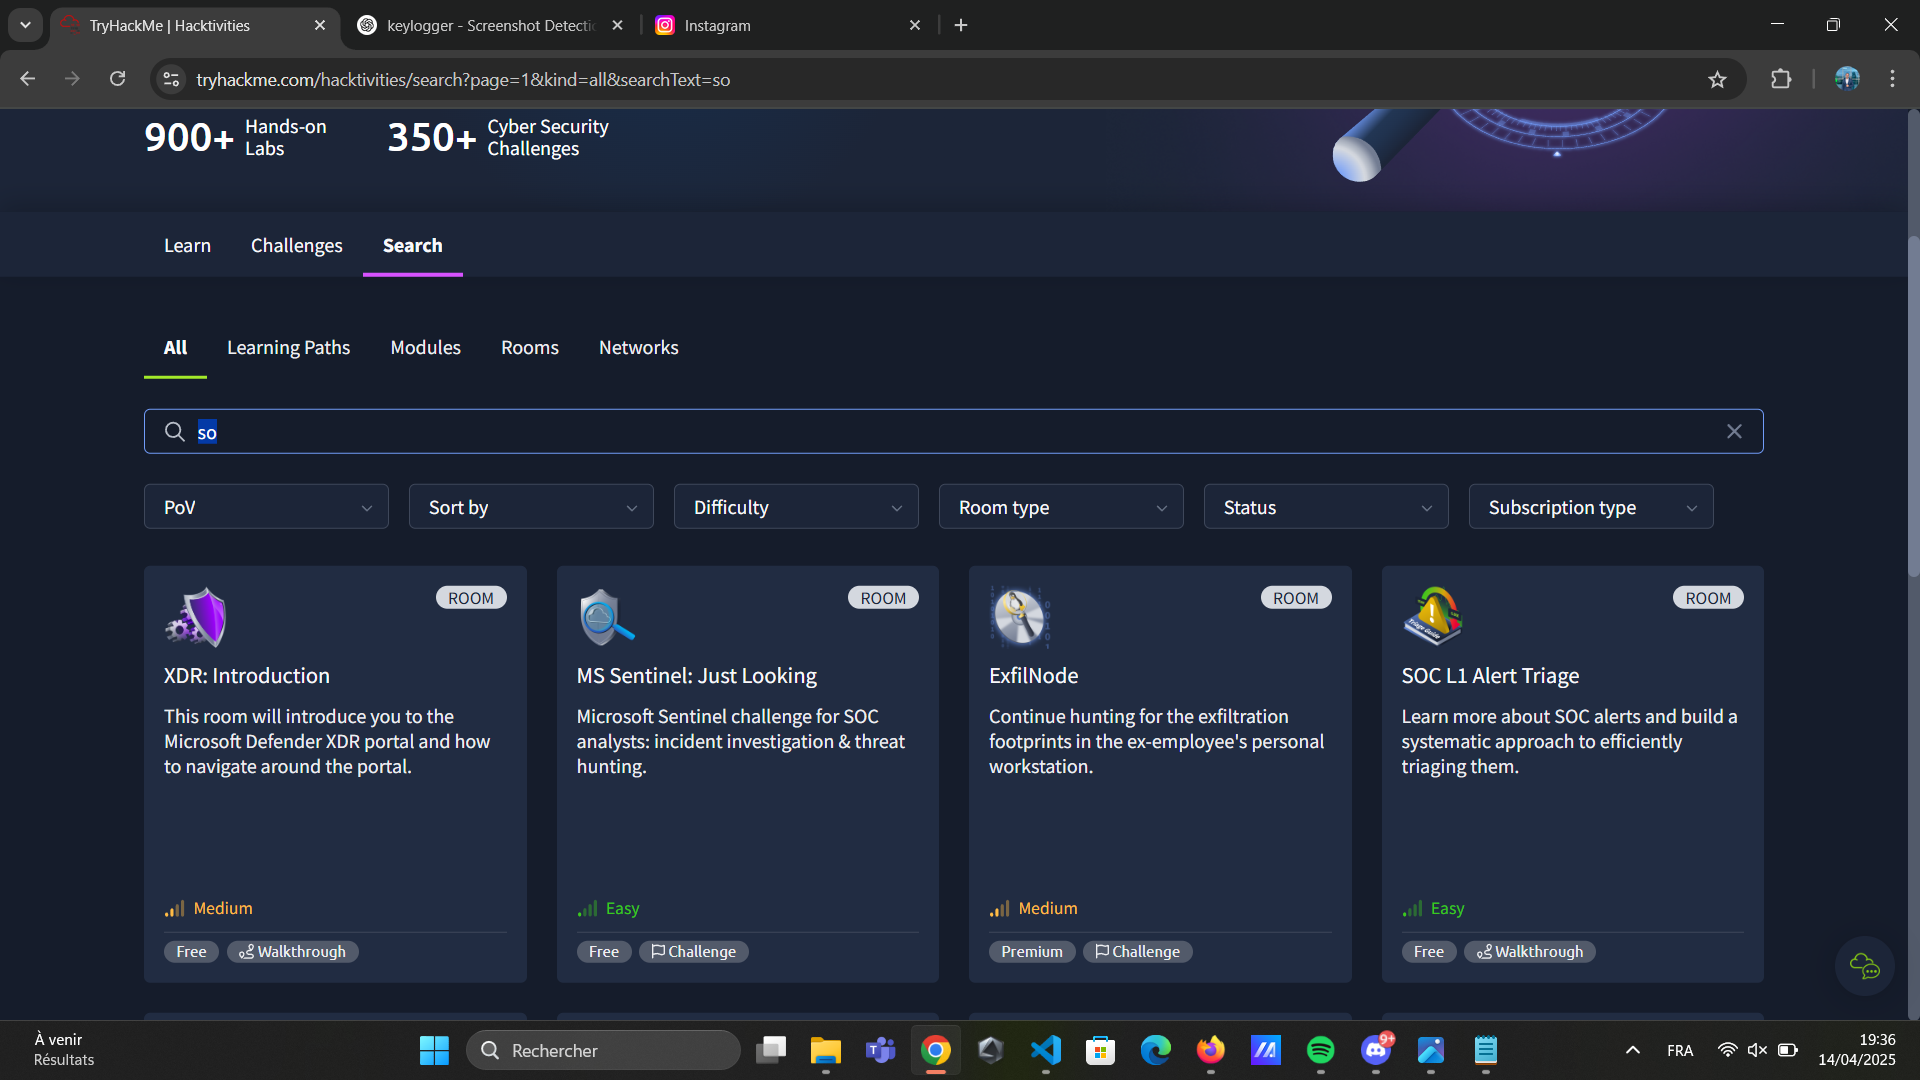 TryHackMe | Hacktivities
keylogger - Screenshot Detectio
Instagram
tryhackme.com/hacktivities/search?page=1&kind=all&searchText=so
900+ Hands-on Labs
350+ Cyber Security Challenges
Learn
Challenges
Search
All
Learning Paths
Modules
Rooms
Networks
so
PoV
Sort by
Difficulty
Room type
Status
Subscription type
ROOM
XDR: Introduction
This room will introduce you to the
Microsoft Defender XDR portal and how
to navigate around the portal.
Medium
Free
Walkthrough
ROOM
MS Sentinel: Just Looking
Microsoft Sentinel challenge for SOC
analysts: incident investigation & threat
hunting.
Easy
Free
Challenge
ROOM
ExfilNode
Continue hunting for the exfiltration
footprints in the ex-employee's personal
workstation.
Medium
Premium
Challenge
Triage Guide
ROOM
SOC L1 Alert Triage
Learn more about SOC alerts and build a
systematic approach to efficiently
triaging them.
Easy
Free
Walkthrough
À venir
Résultats
Rechercher
9+
FRA
19:36
14/04/2025